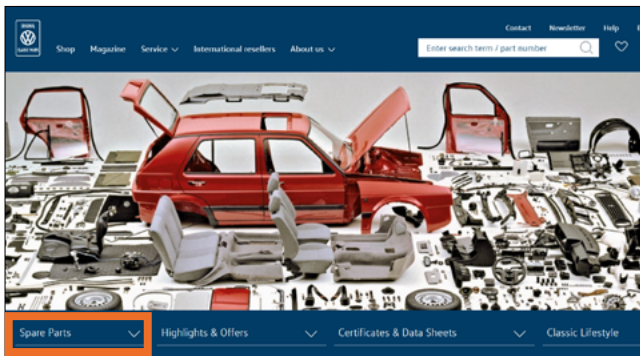 Contact Newsletter Help
Shop Magazine Service International resellers About us
Enter search term / part number
Spare Parts Highlights & Offers Certificates & Data Sheets Classic Lifestyle